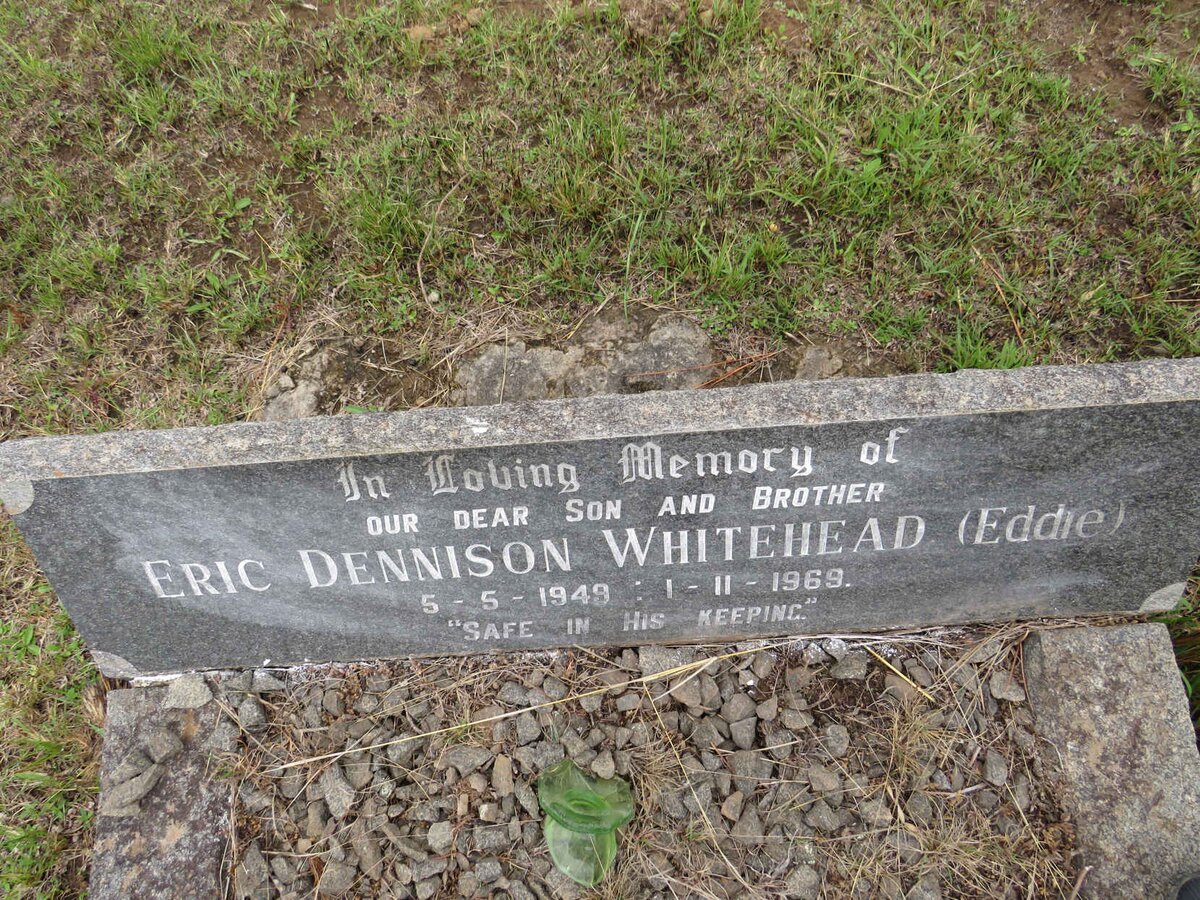 In Loving Memory of
OUR DEAR SON AND BROTHER
ERIC DENNISON WHITEHEAD (Eddie)
5 - 5 - 1949 : 1 - 11 - 1969.
"SAFE IN HIS KEEPING."